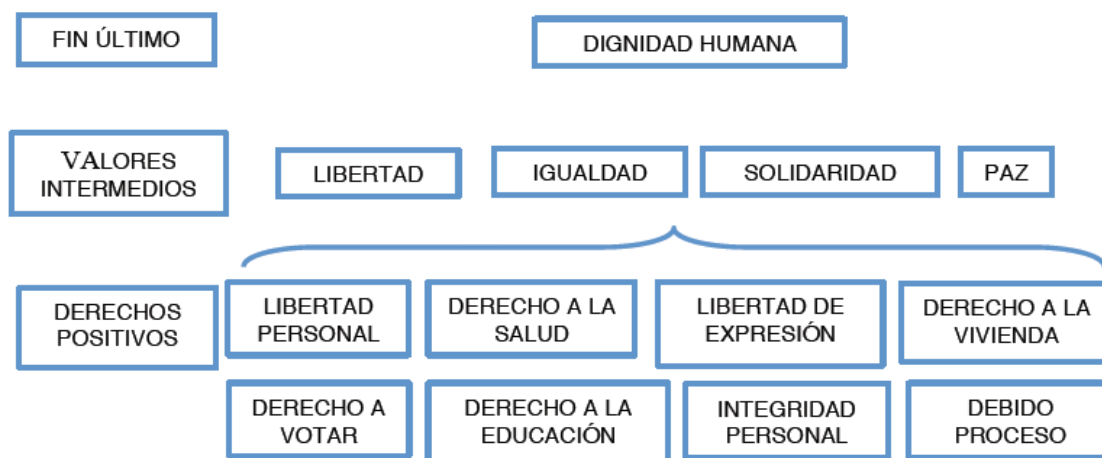 FIN ÚLTIMO
DIGNIDAD HUMANA
VALORES
INTERMEDIOS
LIBERTAD
IGUALDAD
SOLIDARIDAD
PAZ
DERECHOS
POSITIVOS
LIBERTAD
PERSONAL
DERECHO A LA
SALUD
LIBERTAD DE
EXPRESIÓN
DERECHO A LA
VIVIENDA
DERECHO A
VOTAR
DERECHO A LA
EDUCACIÓN
INTEGRIDAD
PERSONAL
DEBIDO
PROCESO